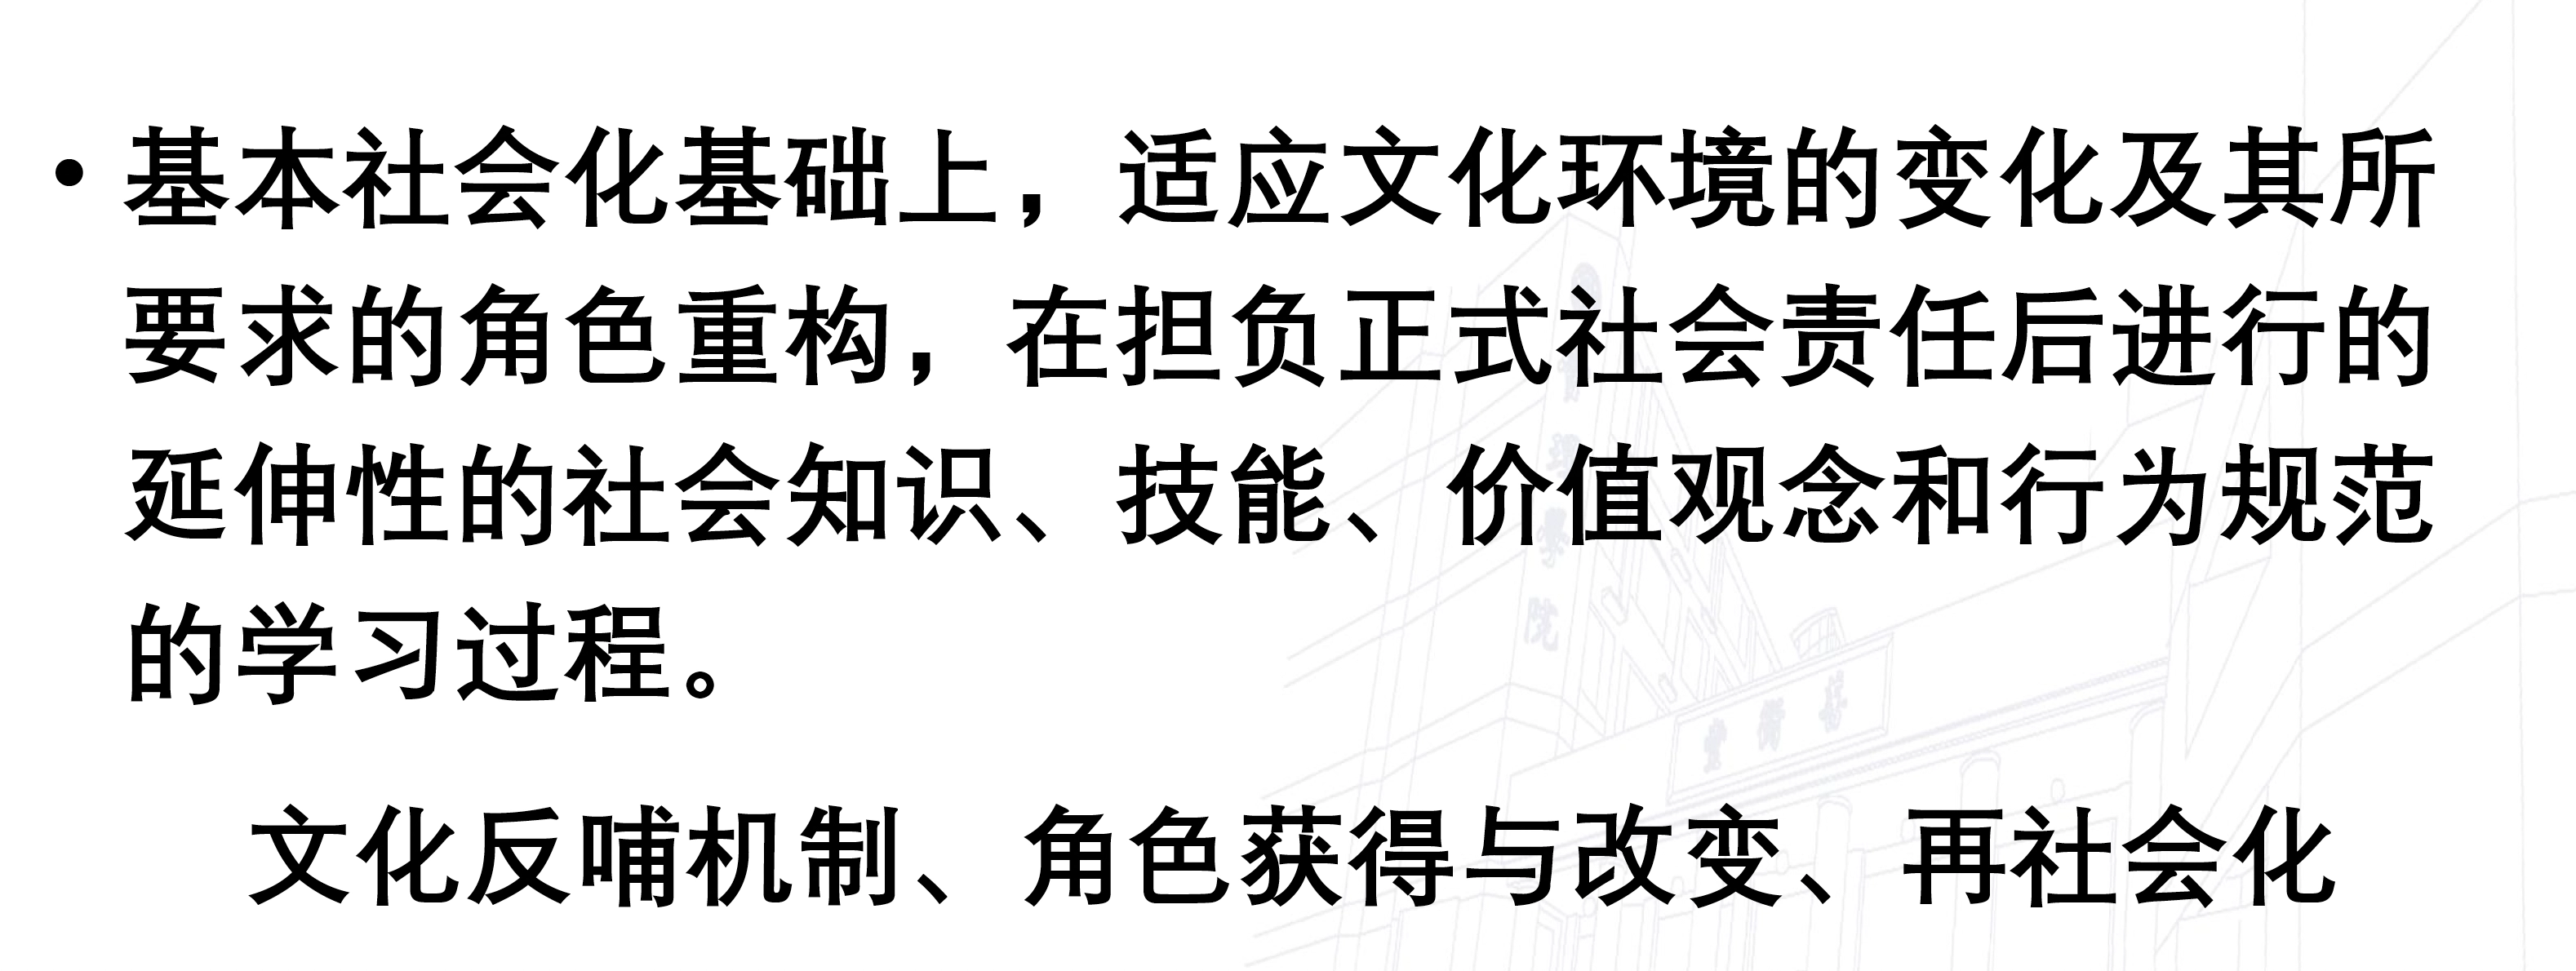 • 基本社会化基础上，适应文化环境的变化及其所
要求的角色重构，在担负正式社会责任后进行的
延伸性的社会知识、技能、价值观念和行为规范
的学习过程。
文化反哺机制、角色获得与改变、再社会化